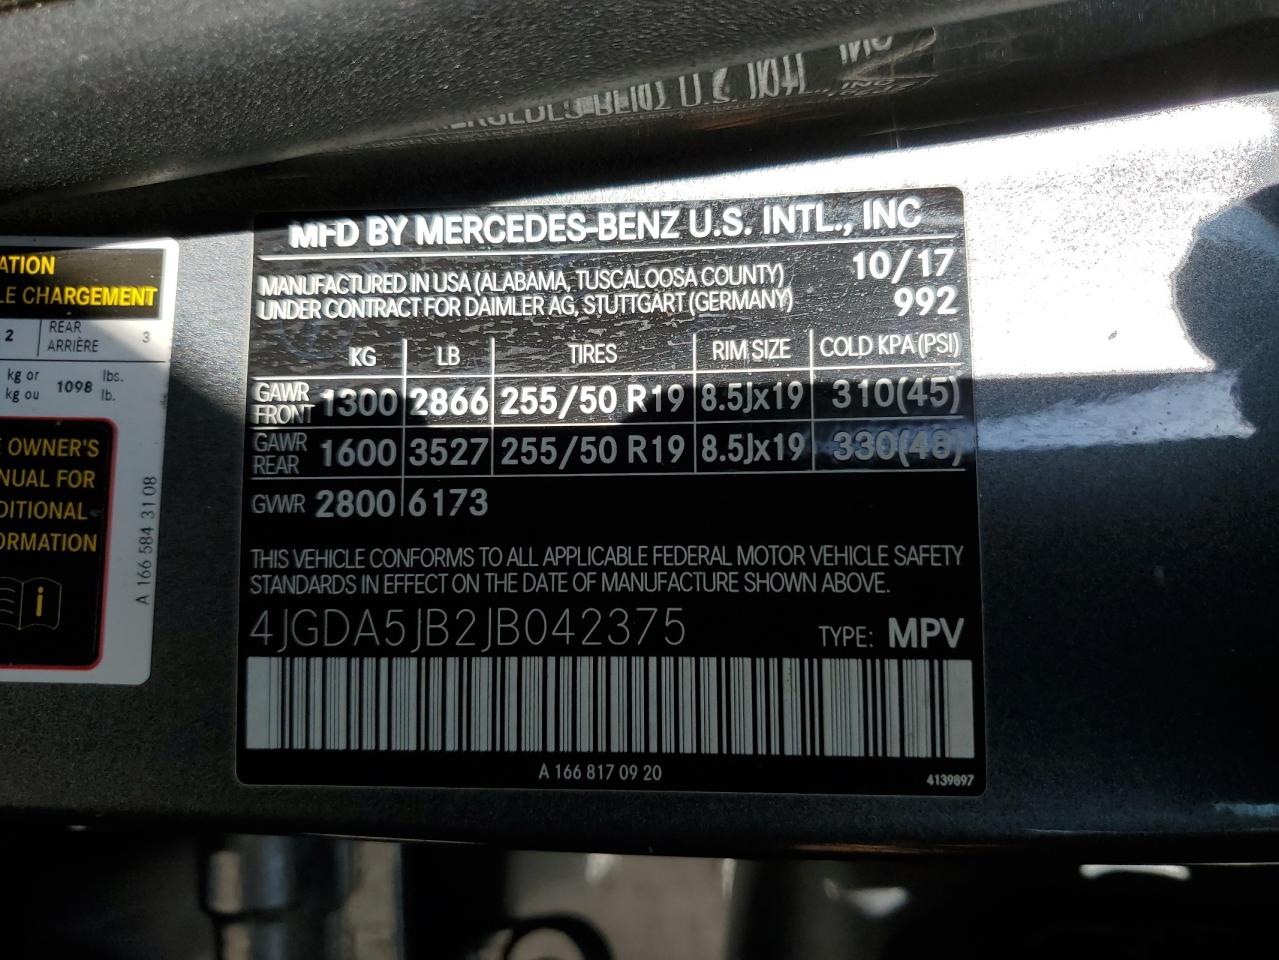 MFD BY MERCEDES-BENZ U.S. INTL., INC
MANUFACTURED IN USA (ALABAMA, TUSCALOOSA COUNTY) 10/17
UNDER CONTRACT FOR DAIMLER AG, STUTTGART (GERMANY) 992
KG LB TIRES RIM SIZE COLD KPA (PSI)
GAWR FRONT 1300 2866 255/50 R19 8.5Jx19 310(45)
GAWR REAR 1600 3527 255/50 R19 8.5Jx19 330(48)
GVWR 2800 6173
THIS VEHICLE CONFORMS TO ALL APPLICABLE FEDERAL MOTOR VEHICLE SAFETY
STANDARDS IN EFFECT ON THE DATE OF MANUFACTURE SHOWN ABOVE.
4JGDA5JB2JB042375 TYPE: MPV
A 166 817 09 20
4139897
ATION
LE CHARGEMENT
2 REAR ARRIÈRE 3
kg or kg ou 1098 lbs. lb.
E OWNER'S
NUAL FOR
DITIONAL
ORMATION
i
A 166 584 31 08